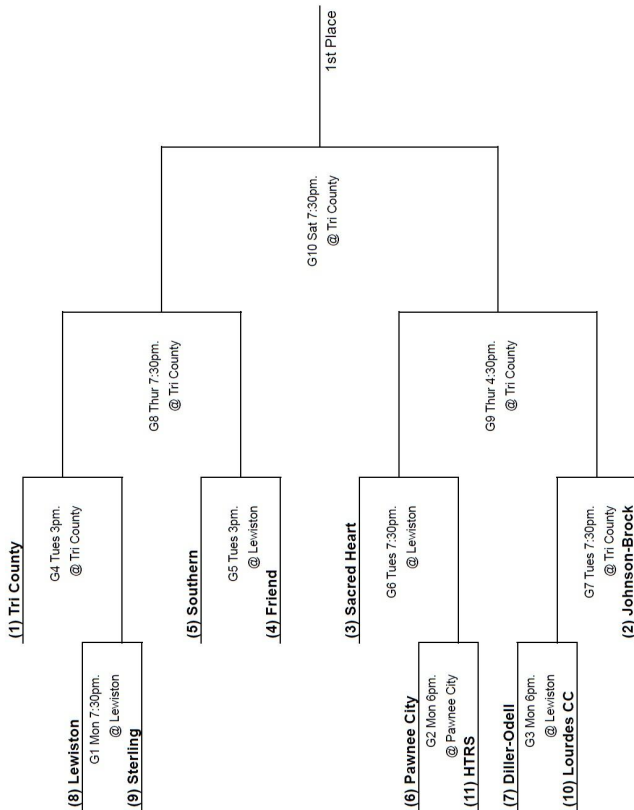 (1) Tri County
G4 Tues 3pm.
@ Tri County
(8) Lewiston
G1 Mon 7:30pm.
@ Lewiston
(9) Sterling
G8 Thur 7:30pm.
@ Tri County
(5) Southern
G5 Tues 3pm.
@ Lewiston
(4) Friend
G10 Sat 7:30pm.
@ Tri County
1st Place
(3) Sacred Heart
G6 Tues 7:30pm.
@ Lewiston
(6) Pawnee City
G2 Mon 6pm.
@ Pawnee City
(11) HTRS
G9 Thur 4:30pm.
@ Tri County
(7) Diller-Odell
G3 Mon 6pm.
@ Lewiston
(10) Lourdes CC
G7 Tues 7:30pm.
@ Tri County
(2) Johnson-Brock